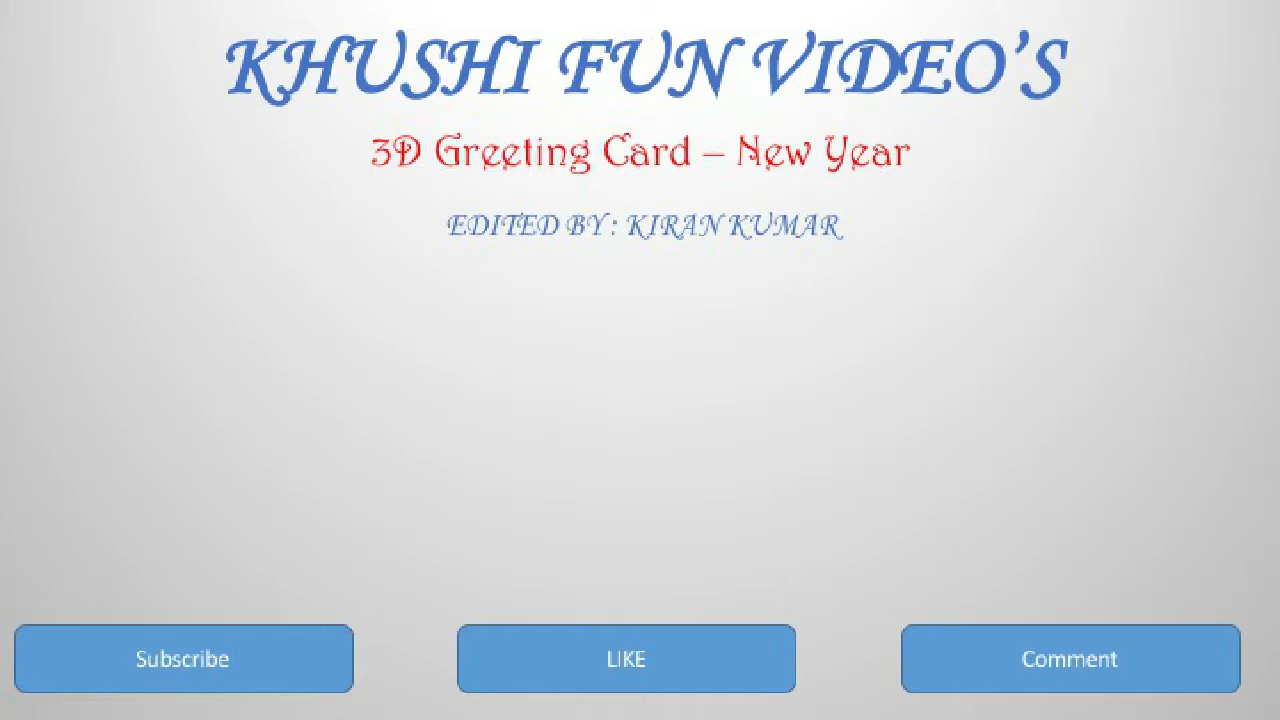 KHUSHI FUN VIDEO'S
3D Greeting Card – New Year
EDITED BY : KIRAN KUMAR
Subscribe
LIKE
Comment